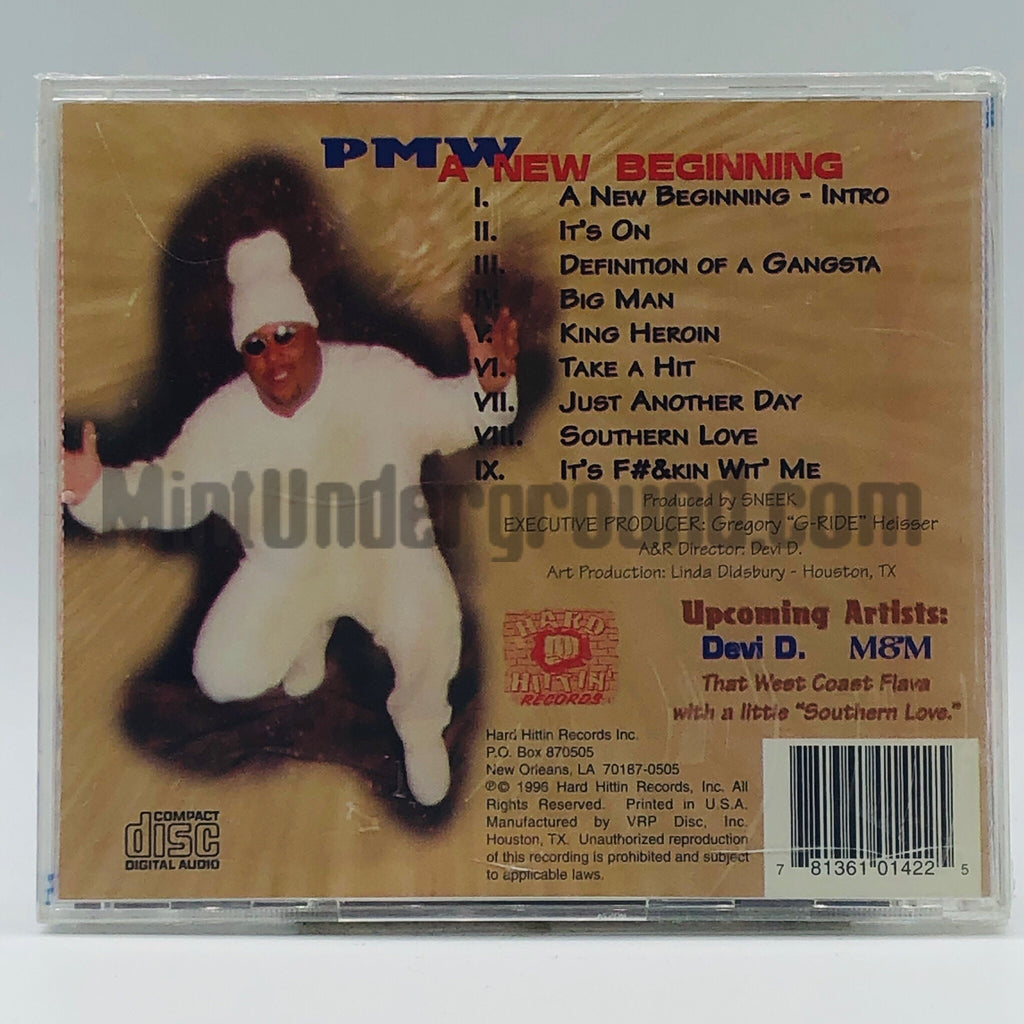 PMW
A NEW BEGINNING
I. A New Beginning - Intro
II. It's On
III. Definition of a Gangsta
IV. Big Man
V. King Heroin
VI. Take a Hit
VII. Just Another Day
VIII. Southern Love
IX. It's F#&kin Wit' Me
MintUnderground.com
Produced by SNEEK
EXECUTIVE PRODUCER: Gregory "G-RIDE" Heisser
A&R Director: Devi D.
Art Production: Linda Didsbury - Houston, TX
HARD
HITTIN'
RECORDS
Upcoming Artists:
Devi D. M&M
That West Coast Flava
with a little "Southern Love."
Hard Hittin Records Inc.
P.O. Box 870505
New Orleans, LA 70187-0505
℗© 1996 Hard Hittin Records, Inc. All
Rights Reserved. Printed in U.S.A.
Manufactured by VRP Disc, Inc.
Houston, TX. Unauthorized reproduction
of this recording is prohibited and subject
to applicable laws.
COMPACT
disc
DIGITAL AUDIO
7 81361 01422 5